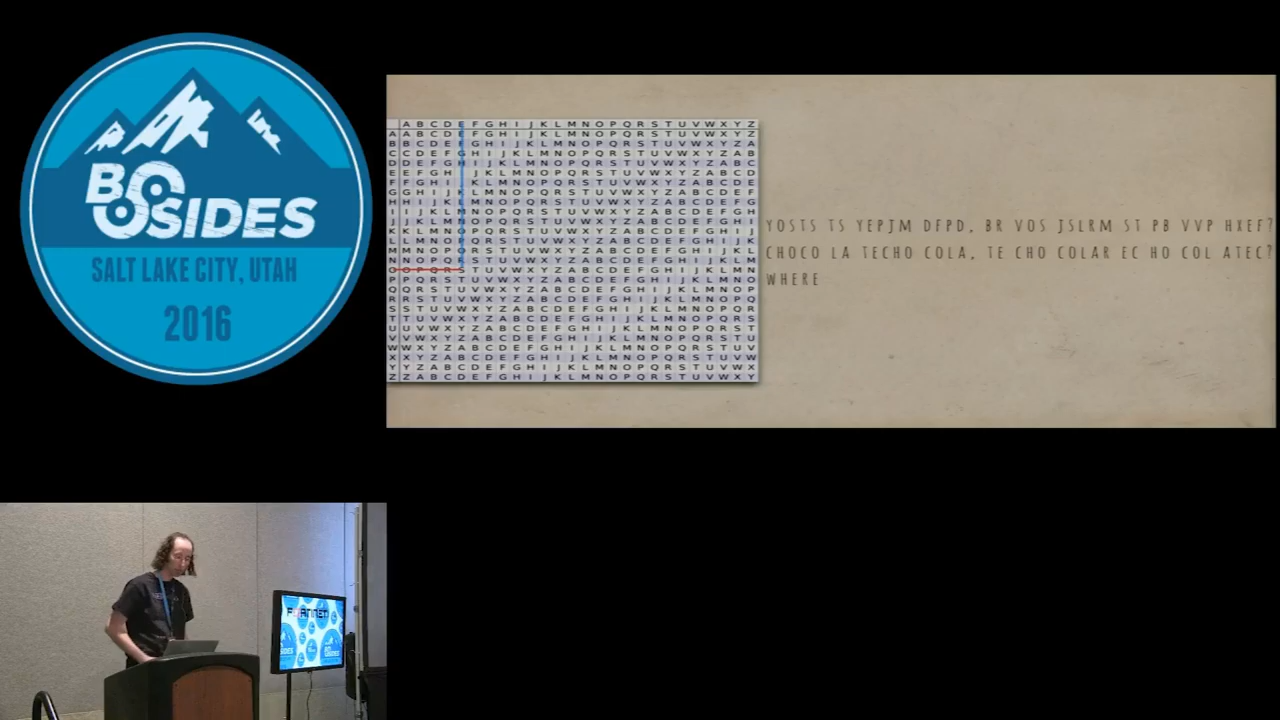 BSIDES
SALT LAKE CITY, UTAH
2016
A B C D E F G H I J K L M N O P Q R S T U V W X Y Z
A A B C D E F G H I J K L M N O P Q R S T U V W X Y Z
B B C D E F G H I J K L M N O P Q R S T U V W X Y Z A
C C D E F G H I J K L M N O P Q R S T U V W X Y Z A B
D D E F G H I J K L M N O P Q R S T U V W X Y Z A B C
E E F G H I J K L M N O P Q R S T U V W X Y Z A B C D
F F G H I J K L M N O P Q R S T U V W X Y Z A B C D E
G G H I J K L M N O P Q R S T U V W X Y Z A B C D E F
H H I J K L M N O P Q R S T U V W X Y Z A B C D E F G
I I J K L M N O P Q R S T U V W X Y Z A B C D E F G H
J J K L M N O P Q R S T U V W X Y Z A B C D E F G H I
K K L M N O P Q R S T U V W X Y Z A B C D E F G H I J
L L M N O P Q R S T U V W X Y Z A B C D E F G H I J K
M M N O P Q R S T U V W X Y Z A B C D E F G H I J K L
N N O P Q R S T U V W X Y Z A B C D E F G H I J K L M
O O P Q R S T U V W X Y Z A B C D E F G H I J K L M N
P P Q R S T U V W X Y Z A B C D E F G H I J K L M N O
Q Q R S T U V W X Y Z A B C D E F G H I J K L M N O P
R R S T U V W X Y Z A B C D E F G H I J K L M N O P Q
S S T U V W X Y Z A B C D E F G H I J K L M N O P Q R
T T U V W X Y Z A B C D E F G H I J K L M N O P Q R S
U U V W X Y Z A B C D E F G H I J K L M N O P Q R S T
V V W X Y Z A B C D E F G H I J K L M N O P Q R S T U
W W X Y Z A B C D E F G H I J K L M N O P Q R S T U V
X X Y Z A B C D E F G H I J K L M N O P Q R S T U V W
Y Y Z A B C D E F G H I J K L M N O P Q R S T U V W X
Z Z A B C D E F G H I J K L M N O P Q R S T U V W X Y
YOSTS TS YEPJM DFPD, BR VOS JSLRM ST PB VVP HXEF?
CHOCO LA TECHO COLA, TE CHO COLAR EC HO COL ATEC?
WHERE